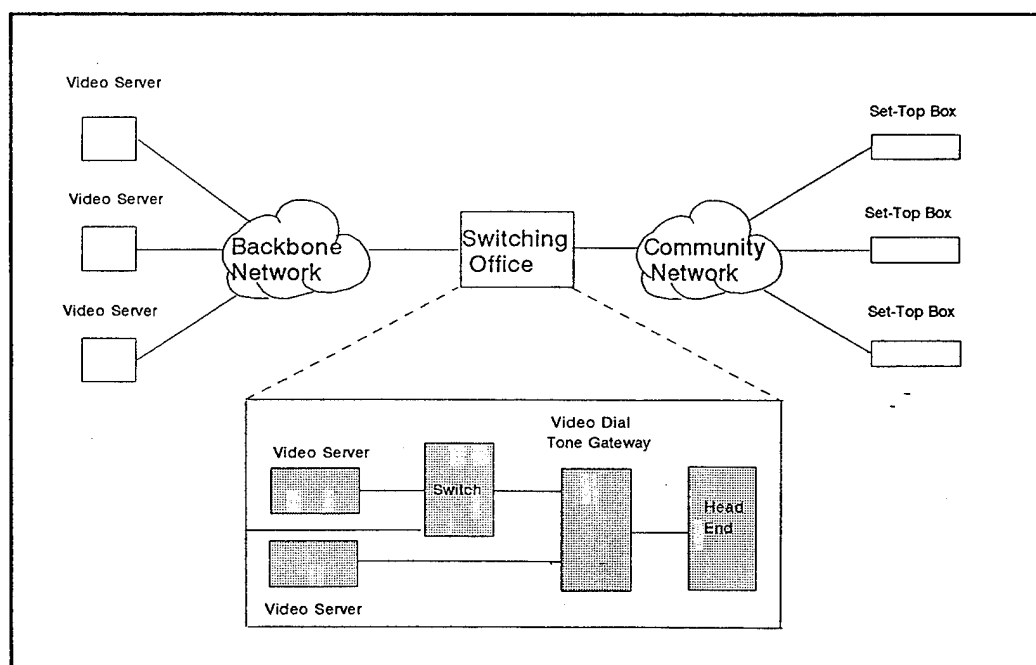 Video Server
Set-Top Box
Video Server
Set-Top Box
Backbone
Network
Switching
Office
Community
Network
Video Server
Set-Top Box
Video Dial
Tone Gateway
Video Server
Switch
Head
End
Video Server